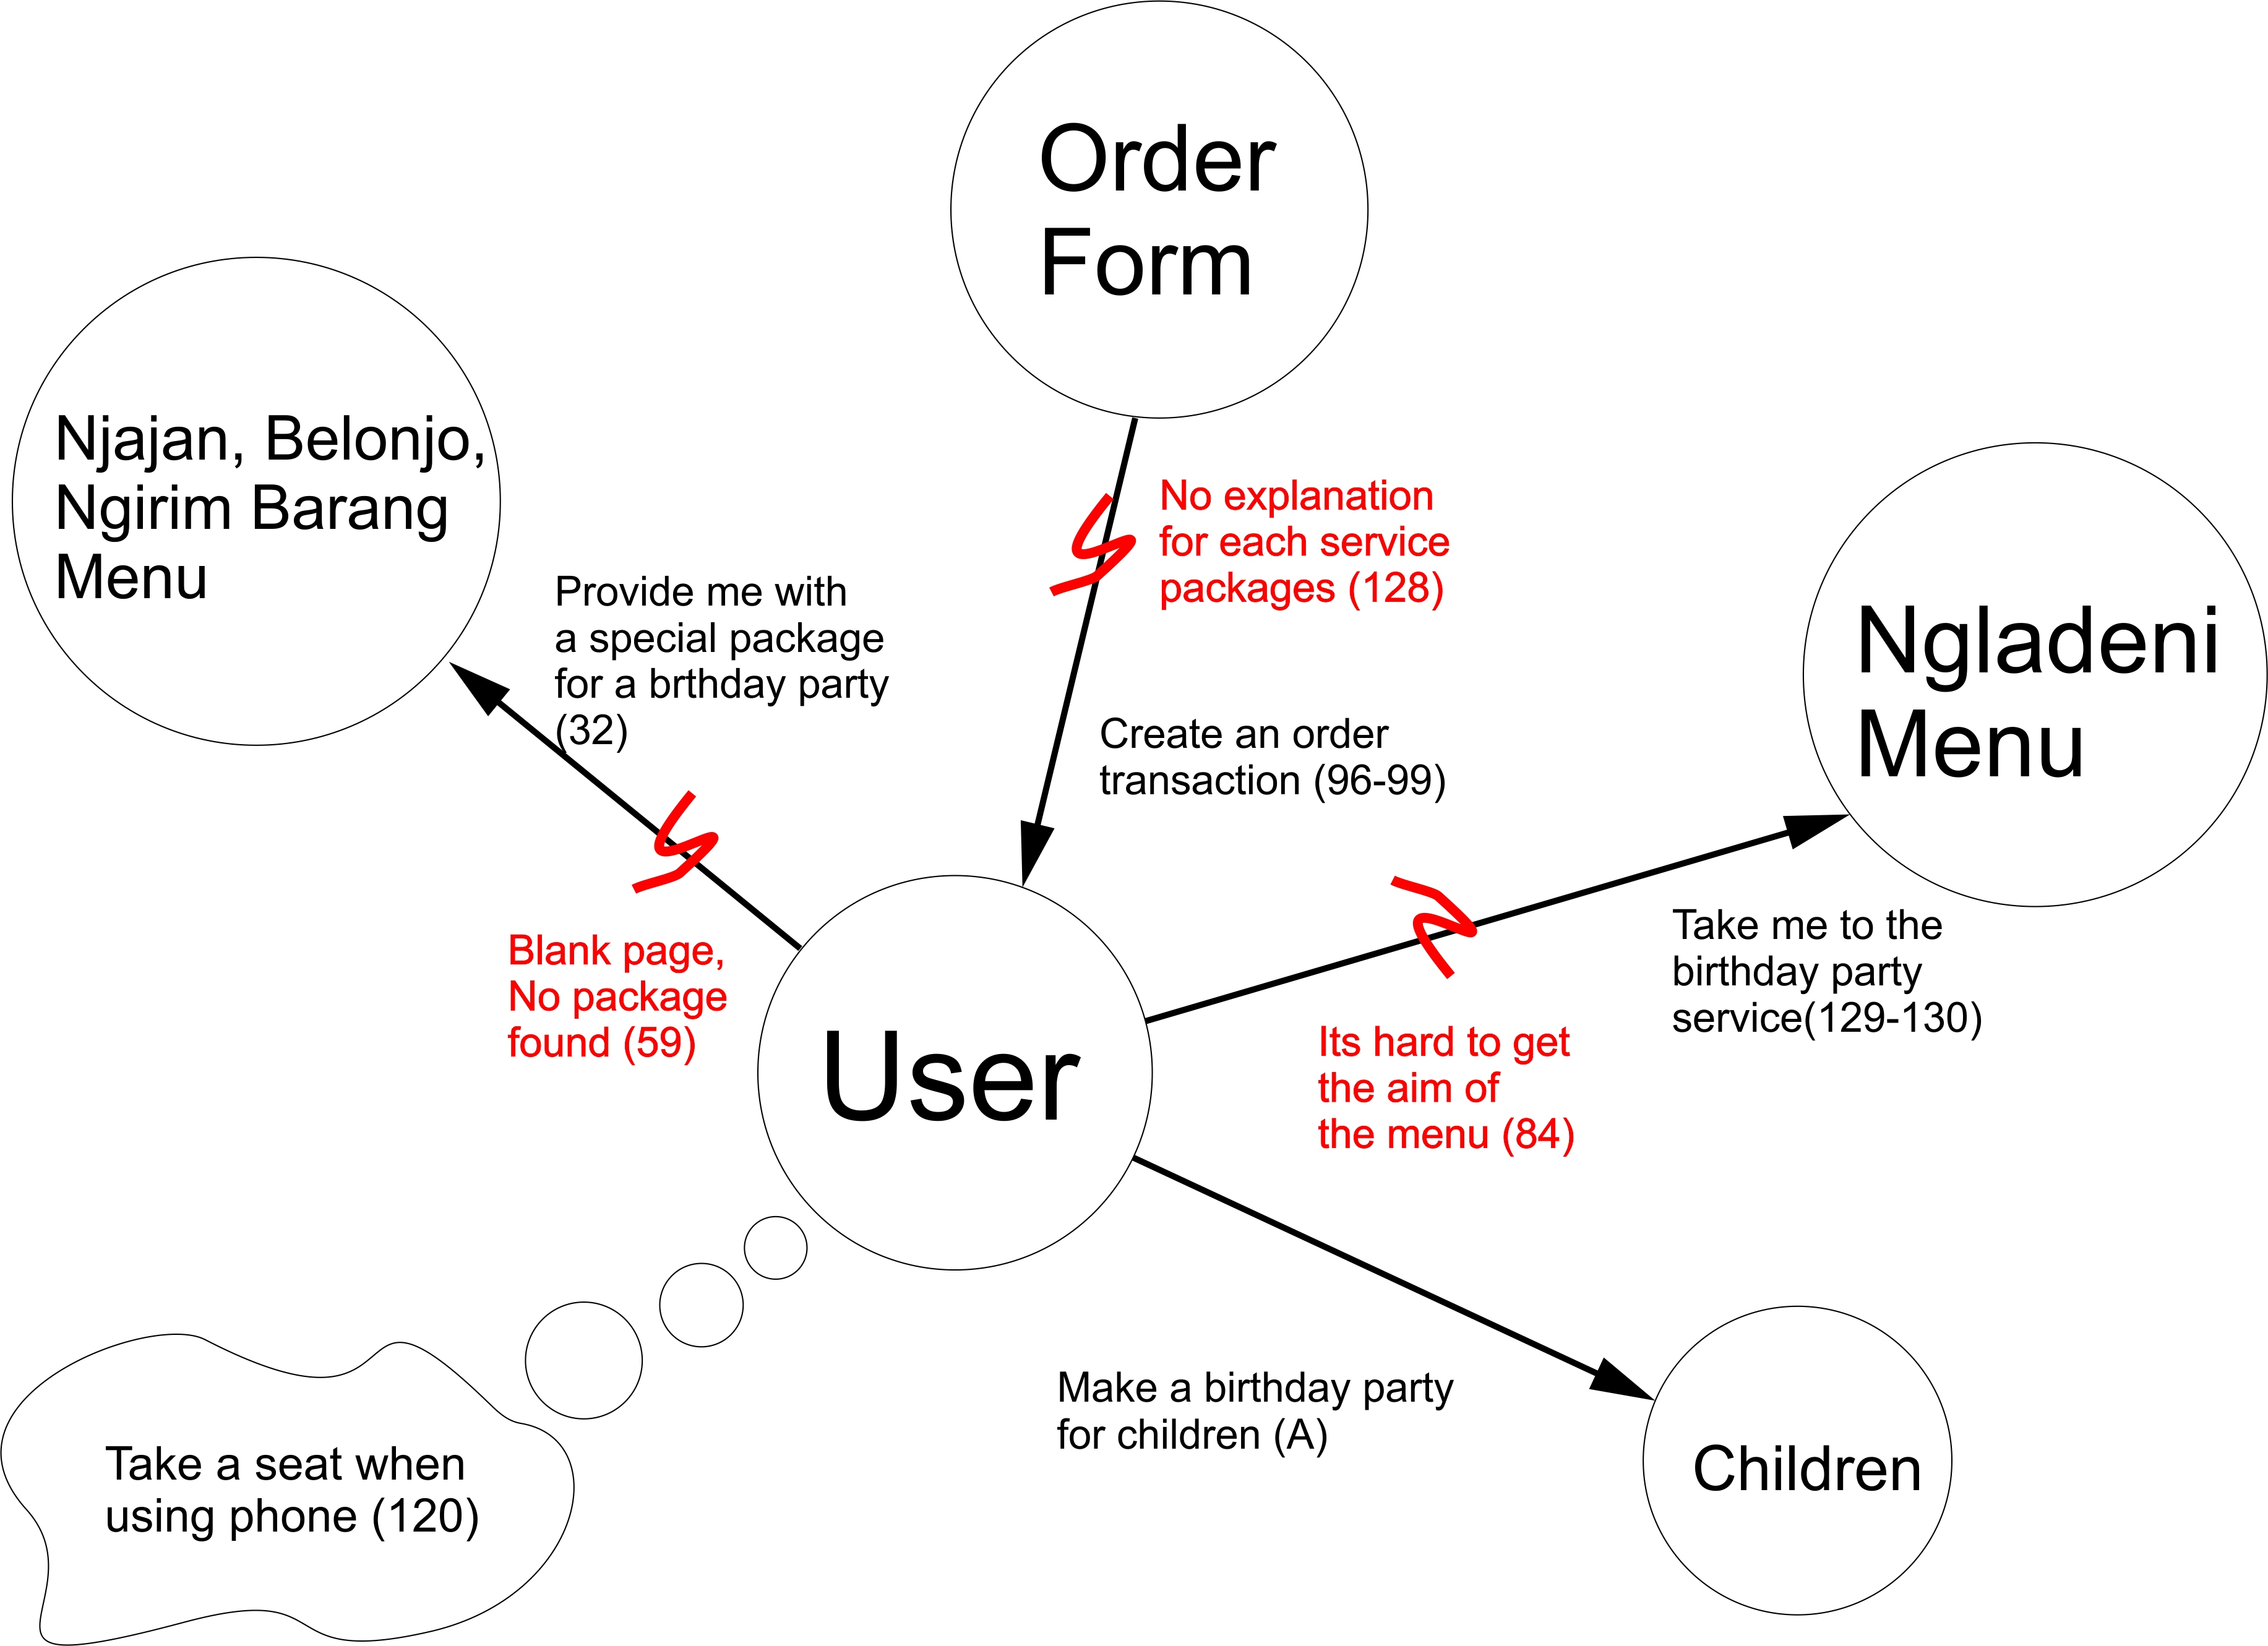 Order
Form
Njajan, Belonjo,
Ngirim Barang
Menu
No explanation
for each service
packages (128)
Provide me with
a special package
for a brthday party
(32)
Ngladeni
Menu
Create an order
transaction (96-99)
Take me to the
birthday party
service(129-130)
Blank page,
No package
found (59)
User
Its hard to get
the aim of
the menu (84)
Make a birthday party
for children (A)
Children
Take a seat when
using phone (120)